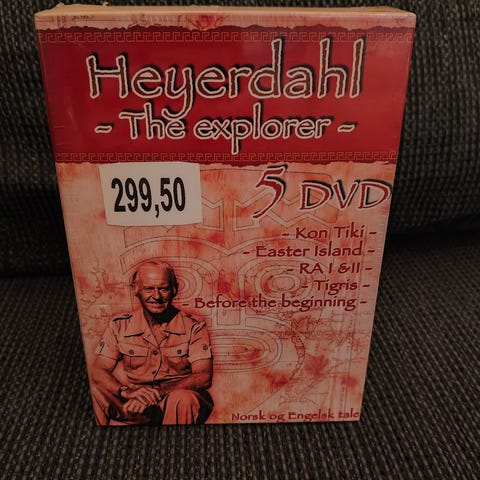 Heyerdahl
- The explorer -
299,50
5 DVD
- Kon Tiki -
- Easter Island -
- RA I & II -
- Tigris -
- Before the beginning -
Norsk og Engelsk tale